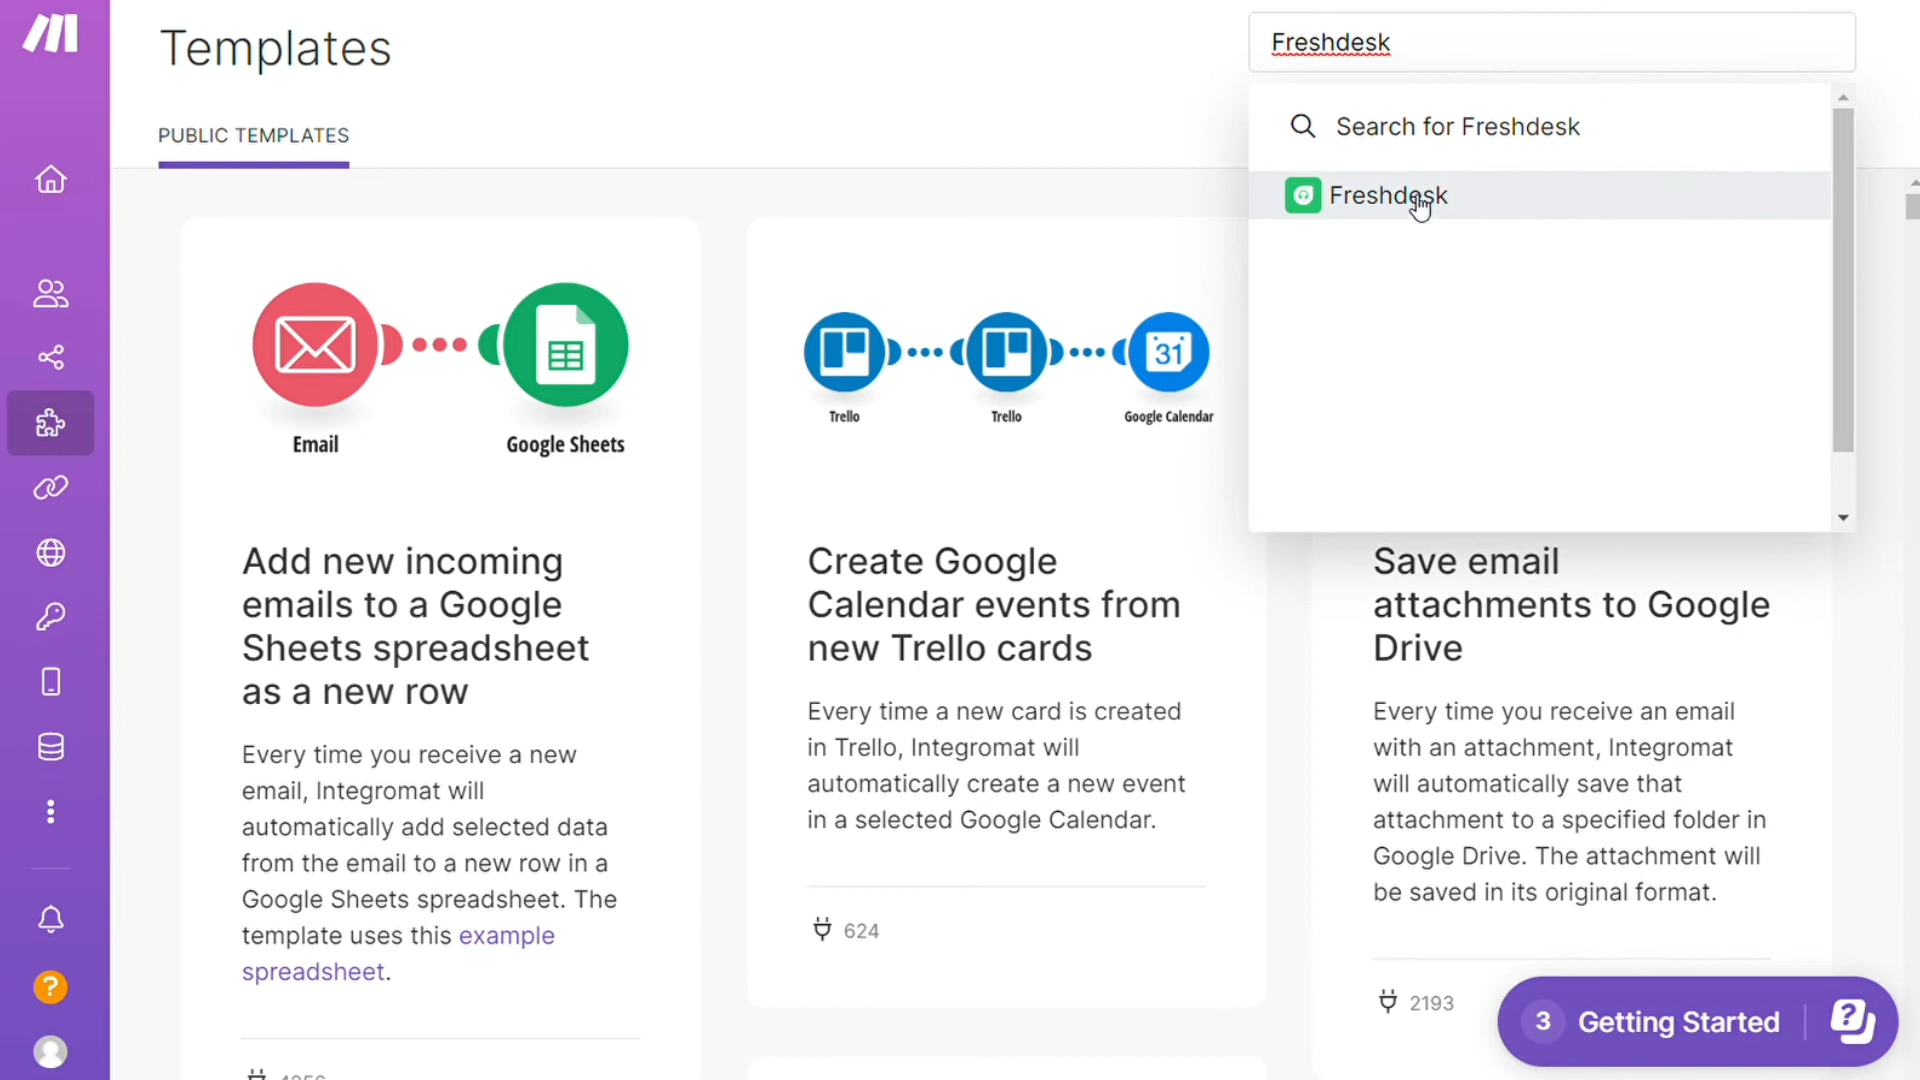 Templates
Freshdesk
PUBLIC TEMPLATES
Search for Freshdesk
Freshdesk
Email
Google Sheets
Trello
Trello
31
Google Calendar
Add new incoming
emails to a Google
Sheets spreadsheet
as a new row
Every time you receive a new
email, Integromat will
automatically add selected data
from the email to a new row in a
Google Sheets spreadsheet. The
template uses this example
spreadsheet.
Create Google
Calendar events from
new Trello cards
Every time a new card is created
in Trello, Integromat will
automatically create a new event
in a selected Google Calendar.
624
Save email
attachments to Google
Drive
Every time you receive an email
with an attachment, Integromat
will automatically save that
attachment to a specified folder in
Google Drive. The attachment will
be saved in its original format.
2193
3 Getting Started